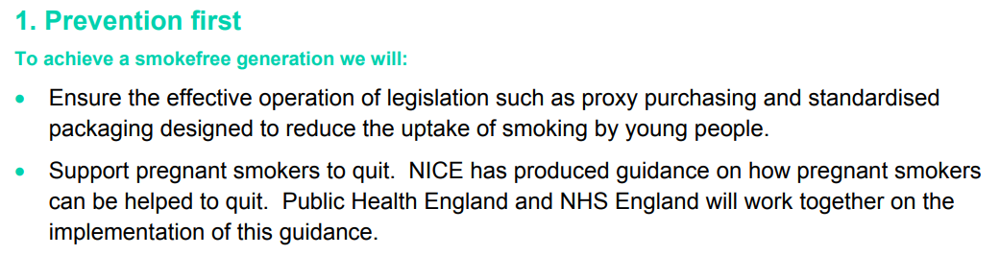 1. Prevention first
To achieve a smokefree generation we will:
• Ensure the effective operation of legislation such as proxy purchasing and standardised
packaging designed to reduce the uptake of smoking by young people.
• Support pregnant smokers to quit.  NICE has produced guidance on how pregnant smokers
can be helped to quit.  Public Health England and NHS England will work together on the
implementation of this guidance.